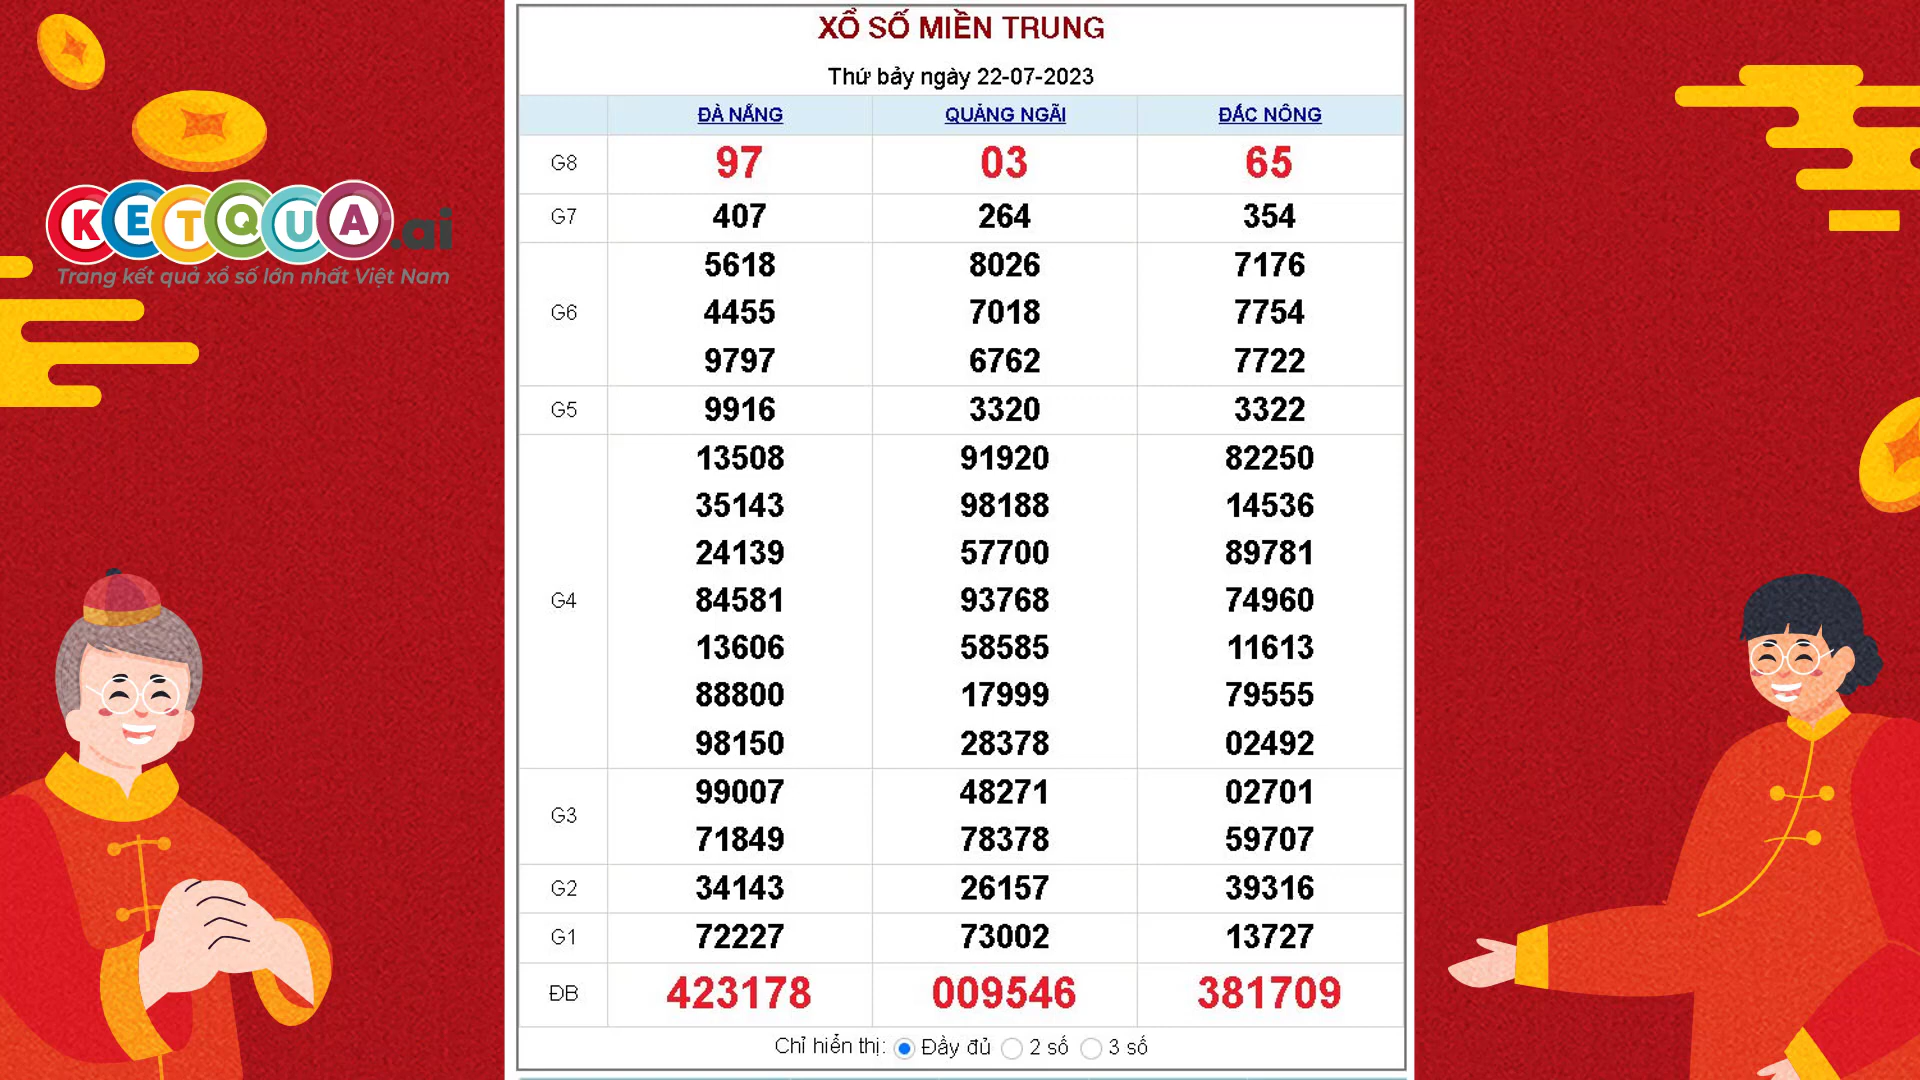 KETQUA.ai
Trang kết quả xổ số lớn nhất Việt Nam
XỔ SỐ MIỀN TRUNG
Thứ bảy ngày 22-07-2023
ĐÀ NẴNG QUẢNG NGÃI ĐẮC NÔNG
G8 97 03 65
G7 407 264 354
5618 8026 7176
G6 4455 7018 7754
9797 6762 7722
G5 9916 3320 3322
13508 91920 82250
35143 98188 14536
24139 57700 89781
G4 84581 93768 74960
13606 58585 11613
88800 17999 79555
98150 28378 02492
G3 99007 48271 02701
71849 78378 59707
G2 34143 26157 39316
G1 72227 73002 13727
ĐB 423178 009546 381709
Chỉ hiển thị: Đầy đủ 2 số 3 số